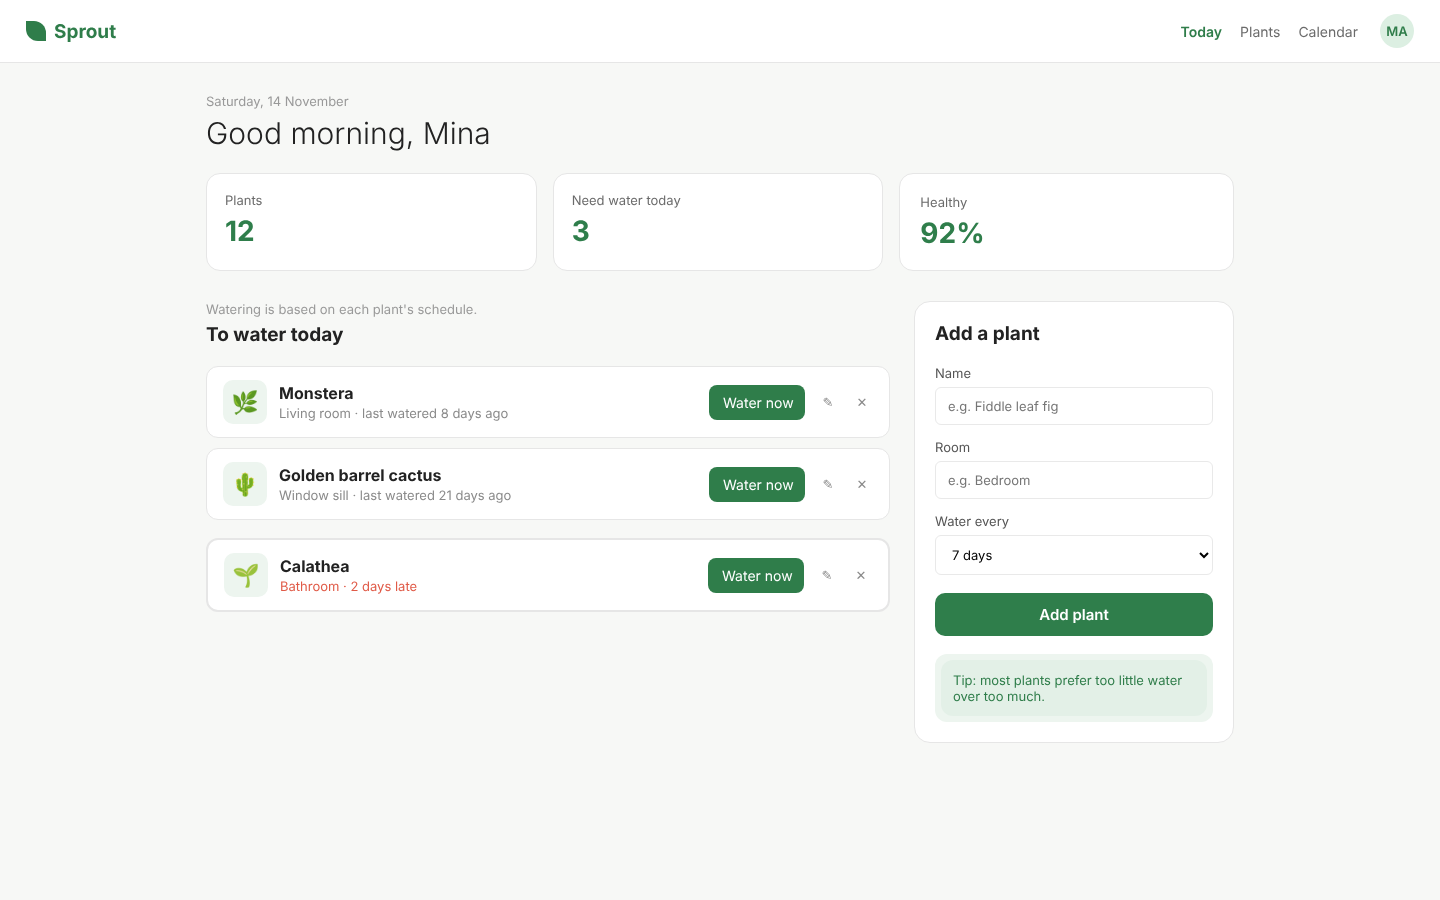 Sprout
Today
Plants
Calendar
MA
Saturday, 14 November
Good morning, Mina
Plants
12
Need water today
3
Healthy
92%
Watering is based on each plant's schedule.
To water today
Monstera
Living room · last watered 8 days ago
Water now
Golden barrel cactus
Window sill · last watered 21 days ago
Water now
Calathea
Bathroom · 2 days late
Water now
Add a plant
Name
e.g. Fiddle leaf fig
Room
e.g. Bedroom
Water every
7 days
Add plant
Tip: most plants prefer too little water
over too much.